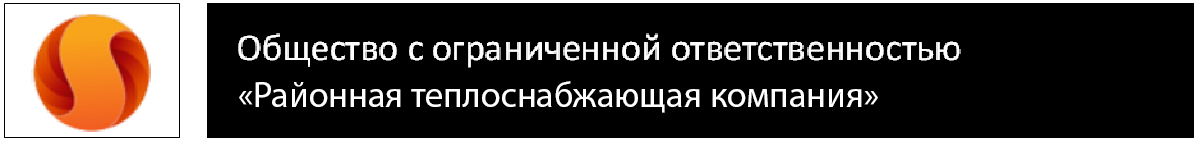 Общество с ограниченной ответственностью
«Районная теплоснабжающая компания»